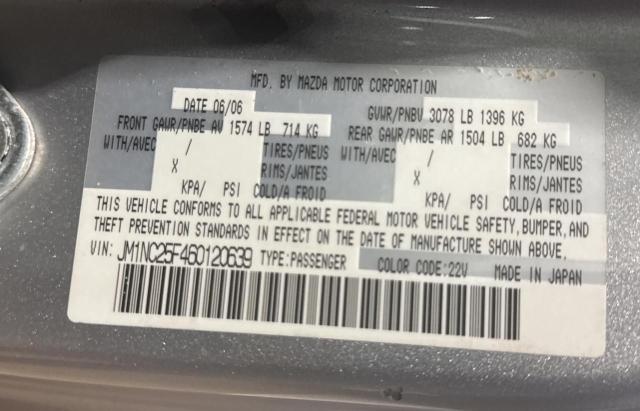 MFD. BY MAZDA MOTOR CORPORATION
DATE 06/06 GVWR/PNBV 3078 LB 1396 KG
FRONT GAWR/PNBE AV 1574 LB 714 KG REAR GAWR/PNBE AR 1504 LB 682 KG
WITH/AVEC / TIRES/PNEUS WITH/AVEC / TIRES/PNEUS
X RIMS/JANTES X RIMS/JANTES
KPA/ PSI COLD/A FROID KPA/ PSI COLD/A FROID
THIS VEHICLE CONFORMS TO ALL APPLICABLE FEDERAL MOTOR VEHICLE SAFETY, BUMPER, AND
THEFT PREVENTION STANDARDS IN EFFECT ON THE DATE OF MANUFACTURE SHOWN ABOVE.
VIN: JM1NC25F460120639 TYPE:PASSENGER COLOR CODE:22V MADE IN JAPAN